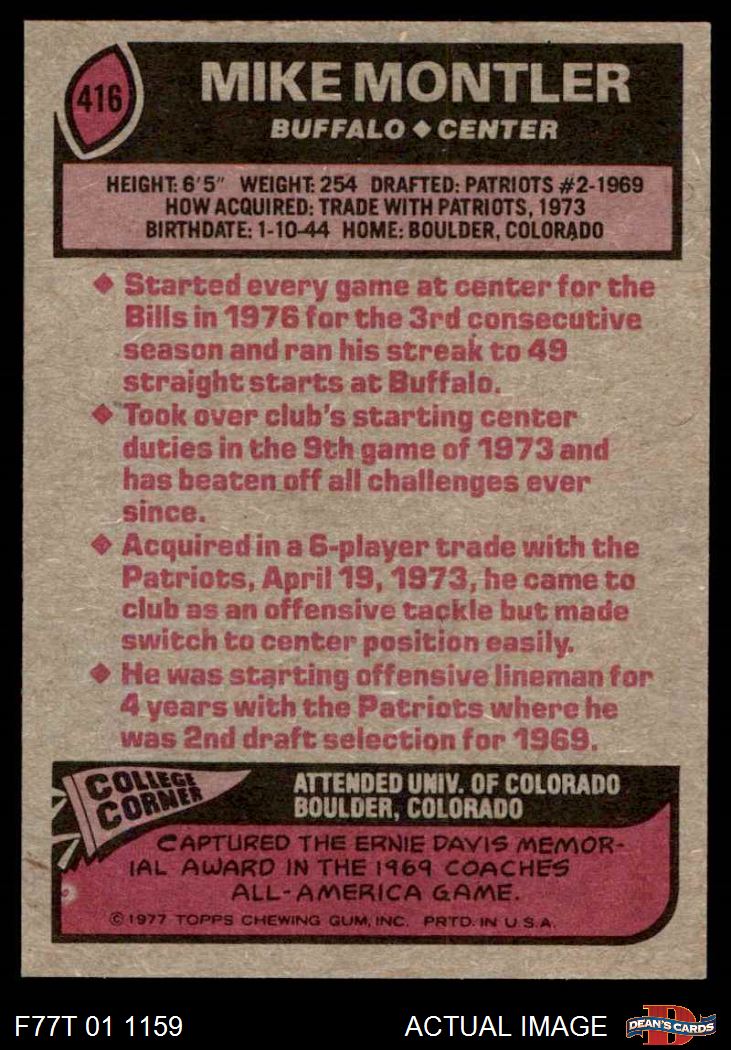 416
MIKE MONTLER
BUFFALO ◆ CENTER
HEIGHT: 6'5" WEIGHT: 254 DRAFTED: PATRIOTS #2-1969
HOW ACQUIRED: TRADE WITH PATRIOTS, 1973
BIRTHDATE: 1-10-44 HOME: BOULDER, COLORADO
◆ Started every game at center for the
Bills in 1976 for the 3rd consecutive
season and ran his streak to 49
straight starts at Buffalo.
◆ Took over club's starting center
duties in the 9th game of 1973 and
has beaten off all challenges ever
since.
◆ Acquired in a 6-player trade with the
Patriots, April 19, 1973, he came to
club as an offensive tackle but made
switch to center position easily.
◆ He was starting offensive lineman for
4 years with the Patriots where he
was 2nd draft selection for 1969.
COLLEGE
CORNER
ATTENDED UNIV. OF COLORADO
BOULDER, COLORADO
CAPTURED THE ERNIE DAVIS MEMOR-
IAL AWARD IN THE 1969 COACHES
ALL-AMERICA GAME.
© 1977 TOPPS CHEWING GUM, INC. PRTD. IN U.S.A.
F77T 01 1159
ACTUAL IMAGE
D
DEAN'S CARDS